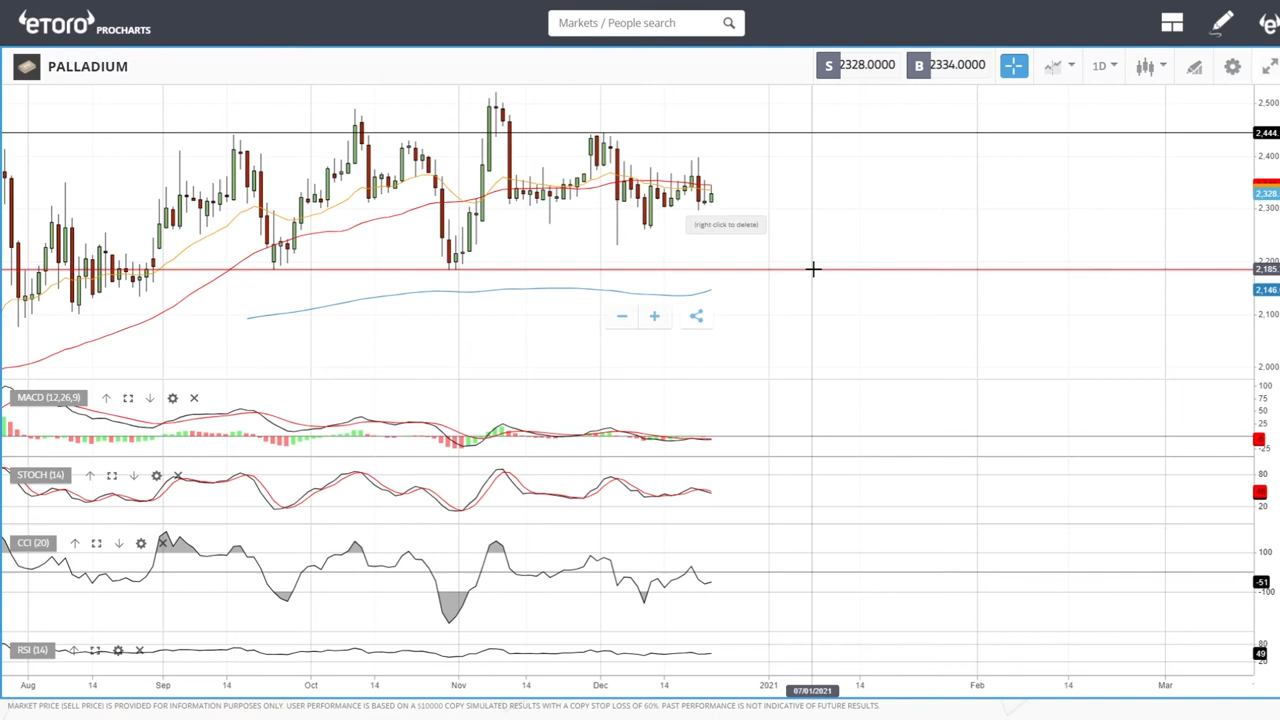 eToro PROCHARTS
Markets / People search
PALLADIUM
S 2328.0000 B 2334.0000
1D
2,500
2,444.
2,400
2,328.
2,300
(right click to delete)
2,200
2,185.
2,146.
2,100
2,000
MACD (12,26,9)
100
75
50
25
-25
STOCH (14)
80
20
CCI (20)
100
-51
-100
RSI (14)
80
49
20
Aug 14 Sep 14 Oct 14 Nov 14 Dec 14 2021 07/01/2021 14 Feb 14 Mar
MARKET PRICE (SELL PRICE) IS PROVIDED FOR INFORMATION PURPOSES ONLY. USER PERFORMANCE IS BASED ON A $10000 COPY SIMULATED RESULTS WITH A COPY STOP LOSS OF 60%. PAST PERFORMANCE IS NOT INDICATIVE OF FUTURE RESULTS.